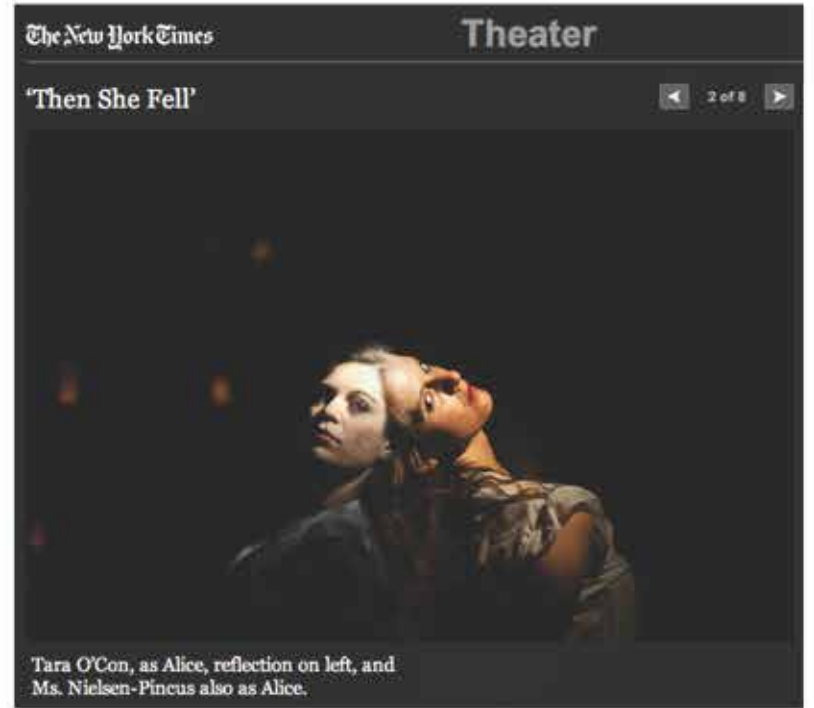 The New York Times
Theater
‘Then She Fell’
2 of 8
Tara O’Con, as Alice, reflection on left, and
Ms. Nielsen-Pincus also as Alice.